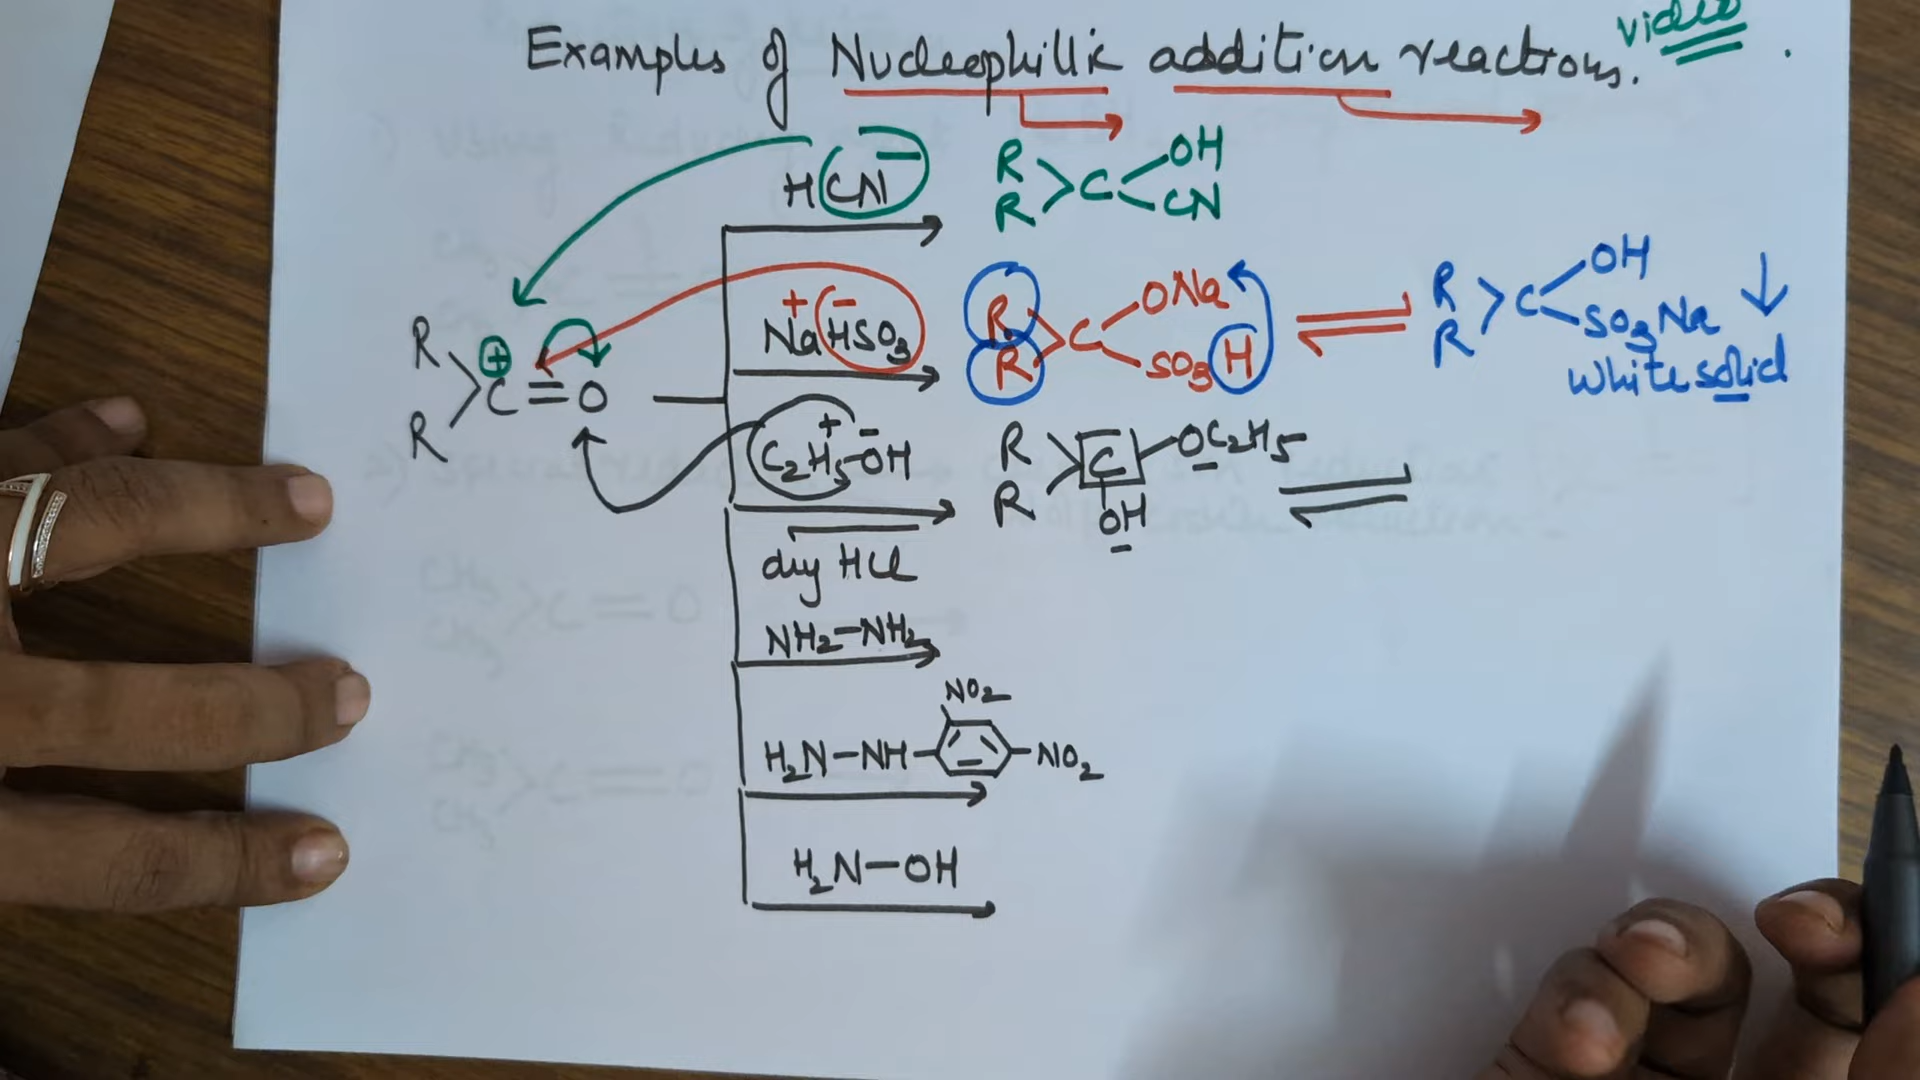 video
Examples of Nucleophillic addition reactions.
HCN⁻
R R >C< OH CN
Na⁺ HSO3⁻
R R >C< ONa SO3H ⇌ R R >C< OH SO3Na ↓
white solid
R R >C⊕=O
C2H5⁺-OH⁻
R R >C-OC2H5 OH ⇌
dry HCl
NH2-NH2
NO2
H2N-NH- -NO2
H2N-OH